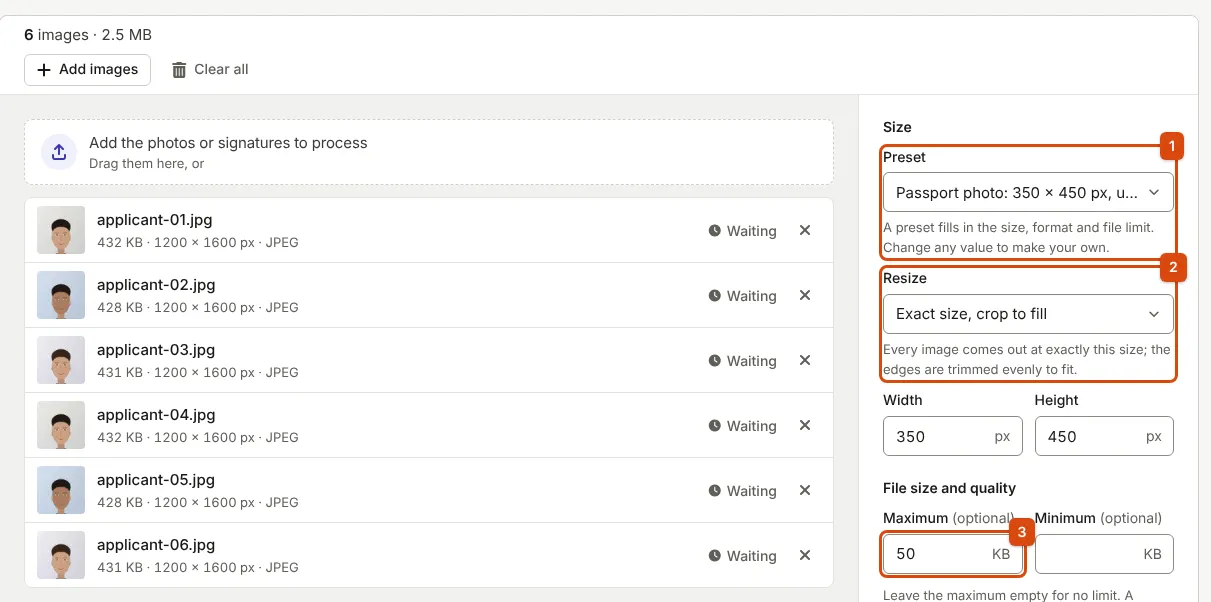 6 images · 2.5 MB
Add images
Clear all
Add the photos or signatures to process
Drag them here, or
applicant-01.jpg
432 KB · 1200 × 1600 px · JPEG
Waiting
applicant-02.jpg
428 KB · 1200 × 1600 px · JPEG
Waiting
applicant-03.jpg
431 KB · 1200 × 1600 px · JPEG
Waiting
applicant-04.jpg
432 KB · 1200 × 1600 px · JPEG
Waiting
applicant-05.jpg
428 KB · 1200 × 1600 px · JPEG
Waiting
applicant-06.jpg
431 KB · 1200 × 1600 px · JPEG
Waiting
Size
1
Preset
Passport photo: 350 × 450 px, u...
A preset fills in the size, format and file limit.
Change any value to make your own.
2
Resize
Exact size, crop to fill
Every image comes out at exactly this size; the
edges are trimmed evenly to fit.
Width Height
350 px 450 px
File size and quality
Maximum (optional) Minimum (optional)
3
50 KB KB
Leave the maximum empty for no limit. A